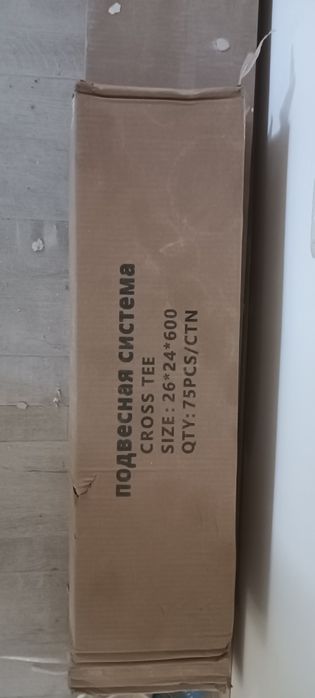 подвесная система
CROSS TEE
SIZE: 26*24*600
QTY: 75PCS/CTN